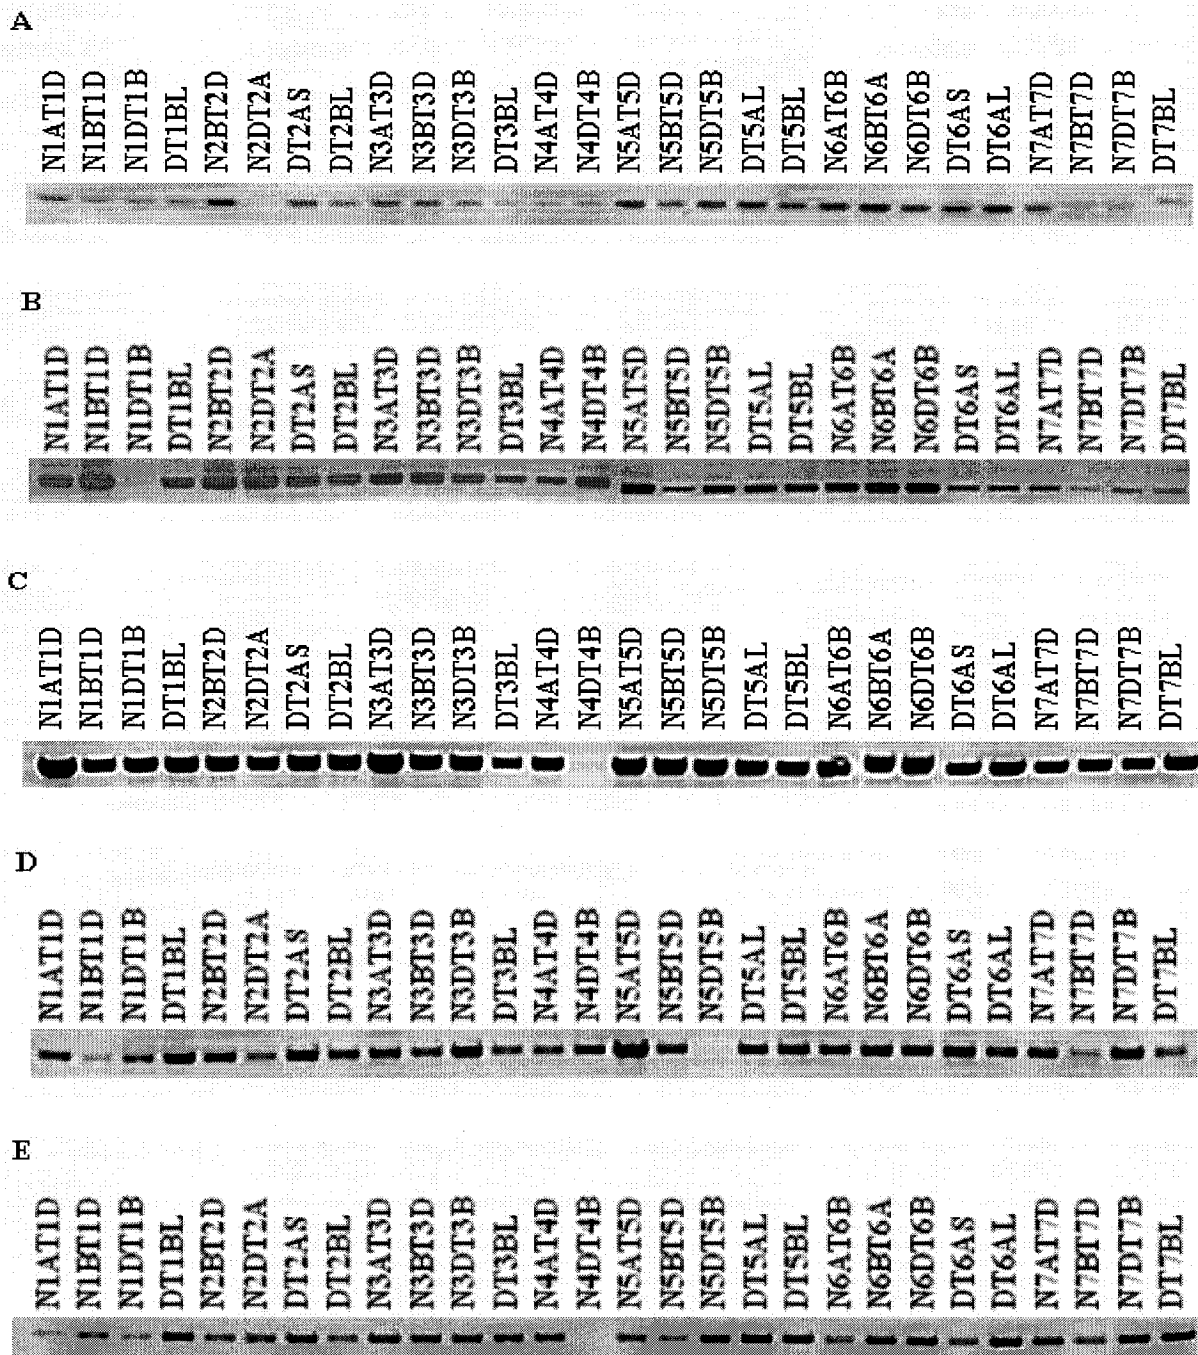 A
N1AT1D N1BT1D N1DT1B DT1BL N2BT2D N2DT2A DT2AS DT2BL N3AT3D N3BT3D N3DT3B DT3BL N4AT4D N4DT4B N5AT5D N5BT5D N5DT5B DT5AL DT5BL N6AT6B N6BT6A N6DT6B DT6AS DT6AL N7AT7D N7BT7D N7DT7B DT7BL
B
N1AT1D N1BT1D N1DT1B DT1BL N2BT2D N2DT2A DT2AS DT2BL N3AT3D N3BT3D N3DT3B DT3BL N4AT4D N4DT4B N5AT5D N5BT5D N5DT5B DT5AL DT5BL N6AT6B N6BT6A N6DT6B DT6AS DT6AL N7AT7D N7BT7D N7DT7B DT7BL
C
N1AT1D N1BT1D N1DT1B DT1BL N2BT2D N2DT2A DT2AS DT2BL N3AT3D N3BT3D N3DT3B DT3BL N4AT4D N4DT4B N5AT5D N5BT5D N5DT5B DT5AL DT5BL N6AT6B N6BT6A N6DT6B DT6AS DT6AL N7AT7D N7BT7D N7DT7B DT7BL
D
N1AT1D N1BT1D N1DT1B DT1BL N2BT2D N2DT2A DT2AS DT2BL N3AT3D N3BT3D N3DT3B DT3BL N4AT4D N4DT4B N5AT5D N5BT5D N5DT5B DT5AL DT5BL N6AT6B N6BT6A N6DT6B DT6AS DT6AL N7AT7D N7BT7D N7DT7B DT7BL
E
N1AT1D N1BT1D N1DT1B DT1BL N2BT2D N2DT2A DT2AS DT2BL N3AT3D N3BT3D N3DT3B DT3BL N4AT4D N4DT4B N5AT5D N5BT5D N5DT5B DT5AL DT5BL N6AT6B N6BT6A N6DT6B DT6AS DT6AL N7AT7D N7BT7D N7DT7B DT7BL